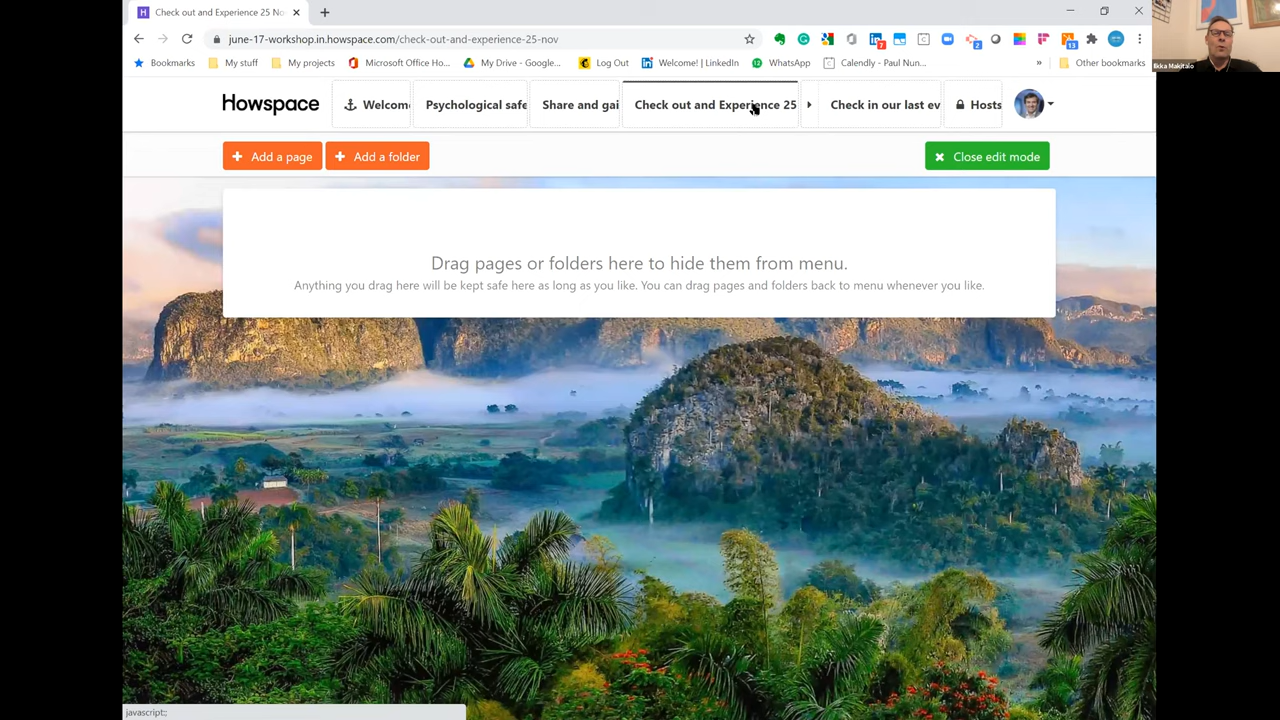 Check out and Experience 25 No
june-17-workshop.in.howspace.com/check-out-and-experience-25-nov
7
2
13
Bookmarks My stuff My projects Microsoft Office Ho... My Drive - Google... Log Out Welcome! | LinkedIn WhatsApp Calendly - Paul Nun... » Other bookmarks
Ilkka Mäkitalo
Howspace Welcom Psychological safe Share and gai Check out and Experience 25 Check in our last ev Hosts
Add a page Add a folder Close edit mode
Drag pages or folders here to hide them from menu.
Anything you drag here will be kept safe here as long as you like. You can drag pages and folders back to menu whenever you like.
javascript:;